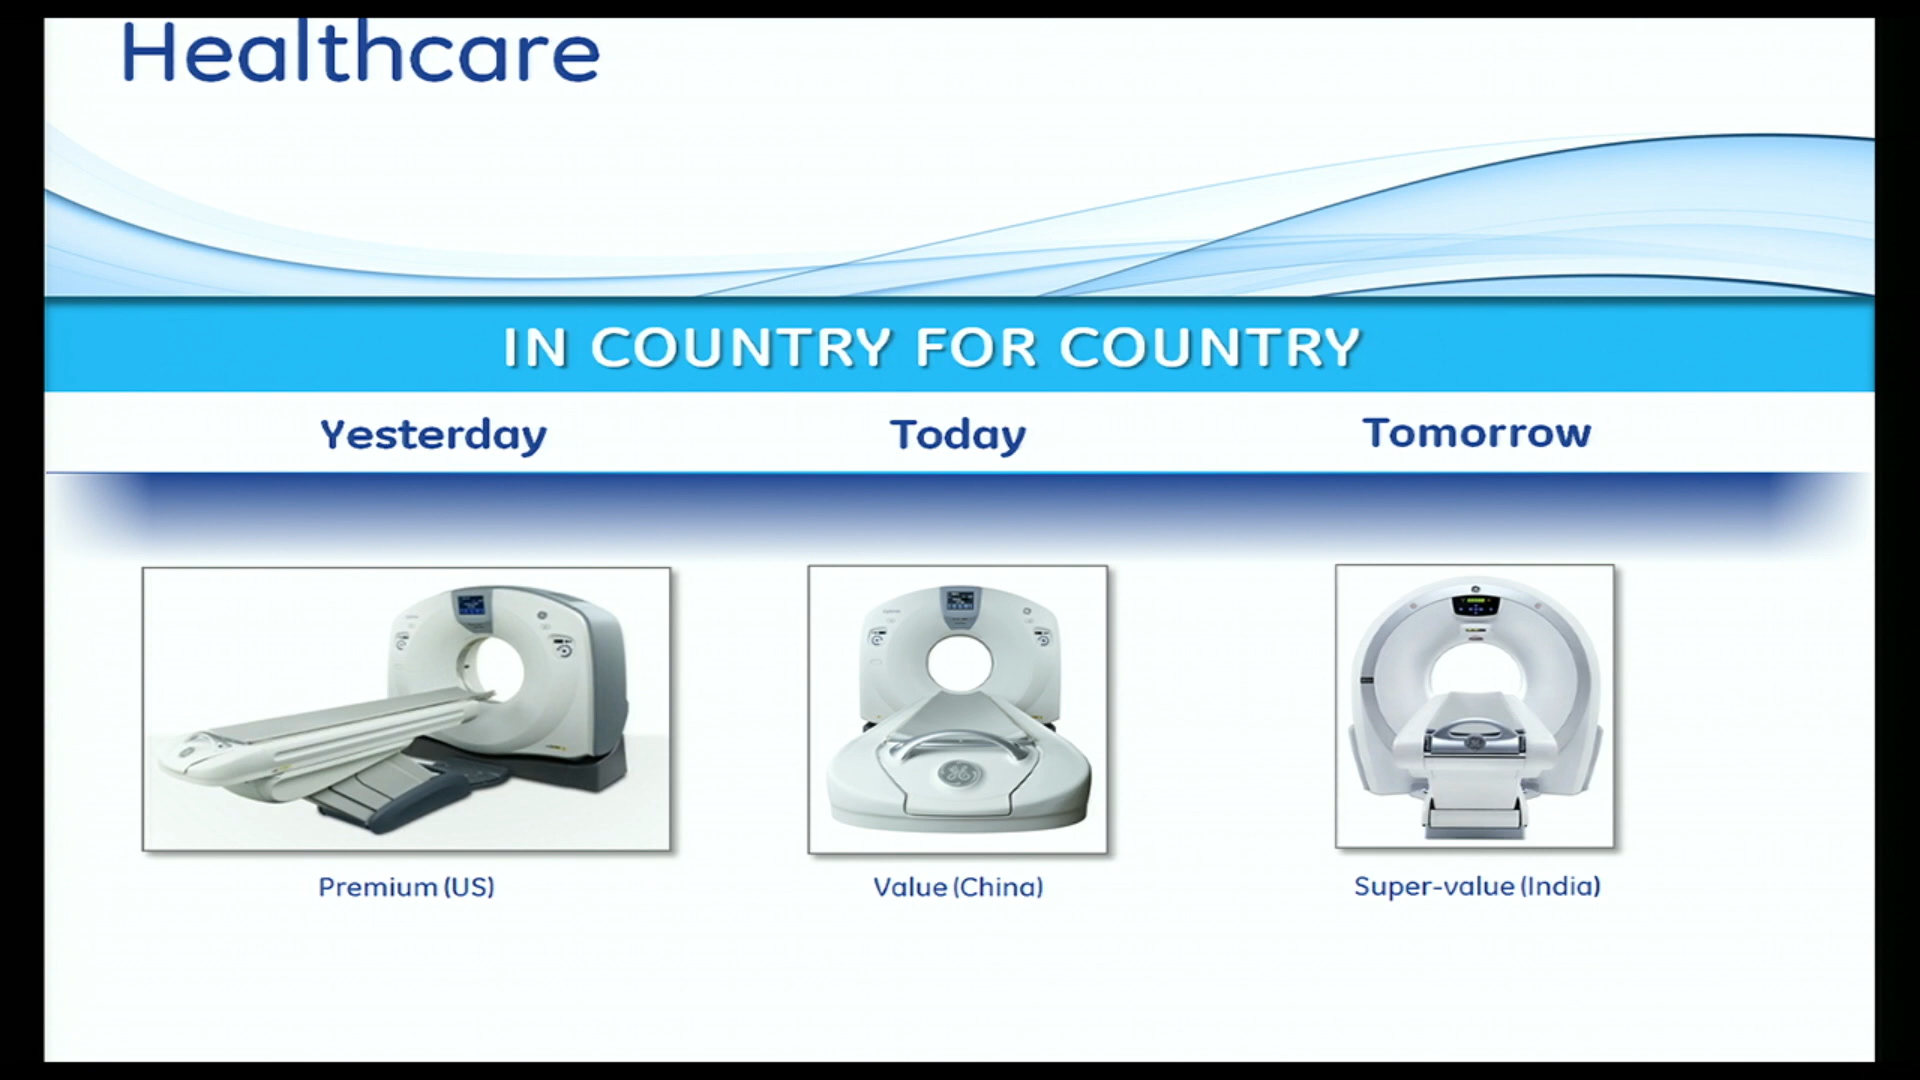 Healthcare
IN COUNTRY FOR COUNTRY
Yesterday
Today
Tomorrow
Premium (US)
Value (China)
Super-value (India)